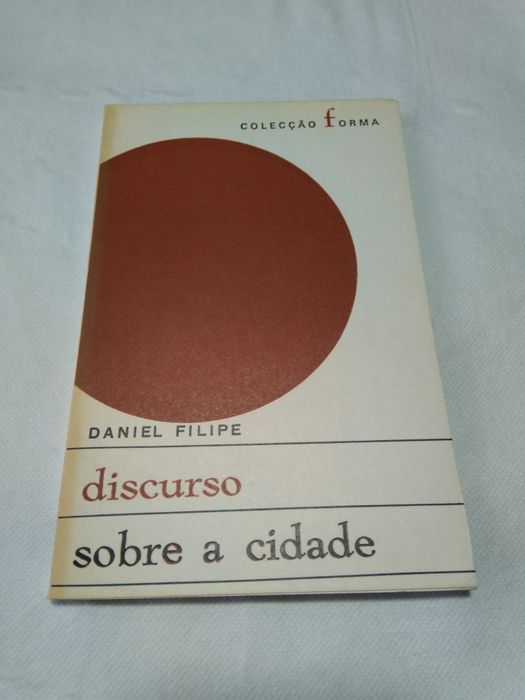 COLECÇÃO fORMA
DANIEL FILIPE
discurso
sobre a cidade